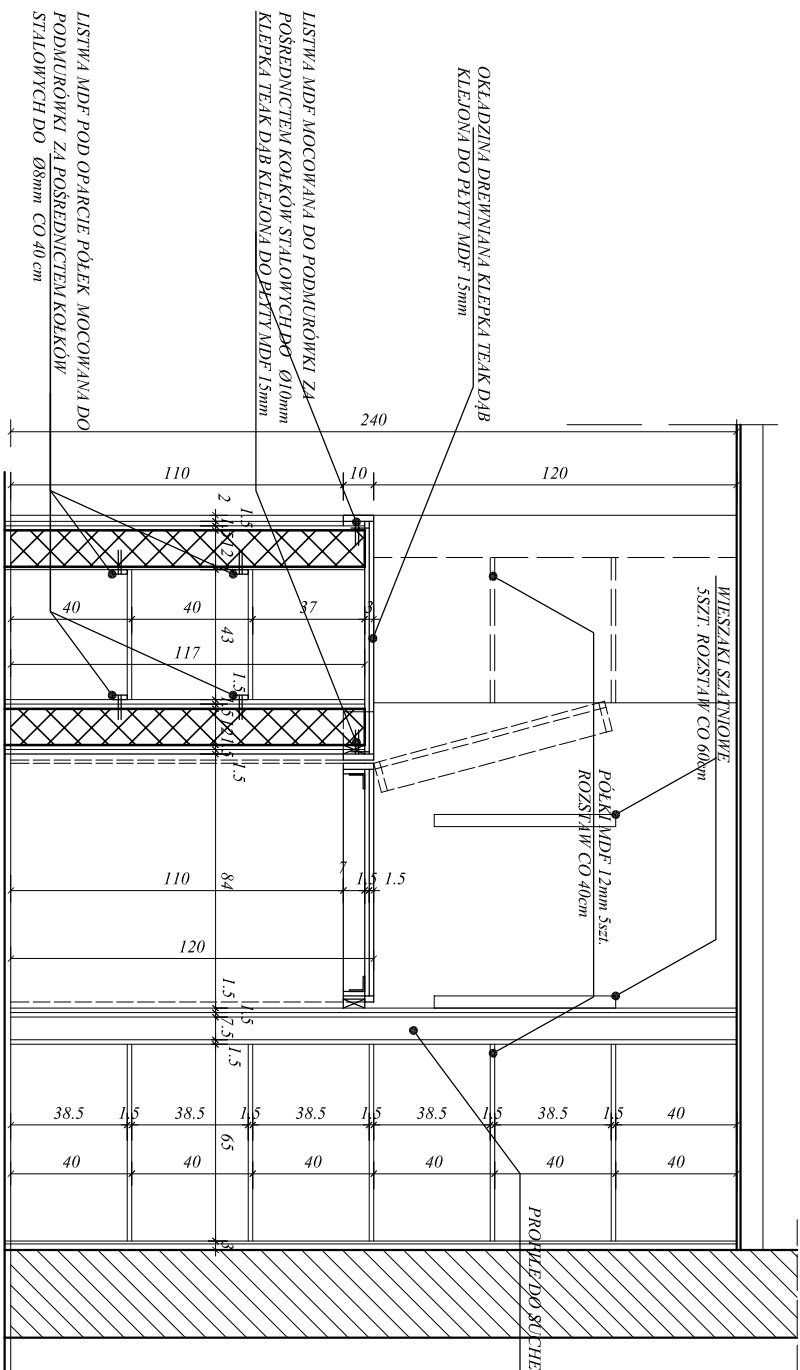 OKŁADZINA DREWNIANA KLEPKA TEAK DĄB
KLEJONA DO PŁYTY MDF 15mm
LISTWA MDF MOCOWANA DO PODMURÓWKI ZA
POŚREDNICTEM KOŁKÓW STALOWYCH DO Ø10mm
KLEPKA TEAK DĄB KLEJONA DO PŁYTY MDF 15mm
LISTWA MDF POD OPARCIE PÓŁEK MOCOWANA DO
PODMURÓWKI ZA POŚREDNICTEM KOŁKÓW
STALOWYCH DO Ø8mm CO 40 cm
WIESZAKI SZATNIOWE
5SZT. ROZSTAW CO 60cm
PÓŁKI MDF 12mm 5szt.
ROZSTAW CO 40cm
PROFILE DO SUCHE
240
110 10 120
2 1.5 1.5 12
40 40 37 3
43
117
1.5 1.5 12 1.5 1.5
110 7 1.5 1.5
84
120
1.5 1.5 7.5 1.5
38.5 1.5 38.5 1.5 38.5 1.5 38.5 1.5 38.5 1.5 40
65
40 40 40 40 40 40
3